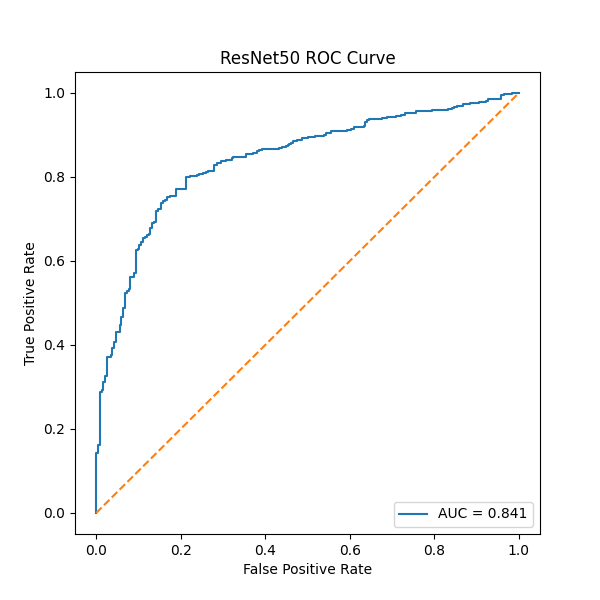 ResNet50 ROC Curve
1.0
0.8
0.6
0.4
0.2
0.0
True Positive Rate
AUC = 0.841
0.0 0.2 0.4 0.6 0.8 1.0
False Positive Rate